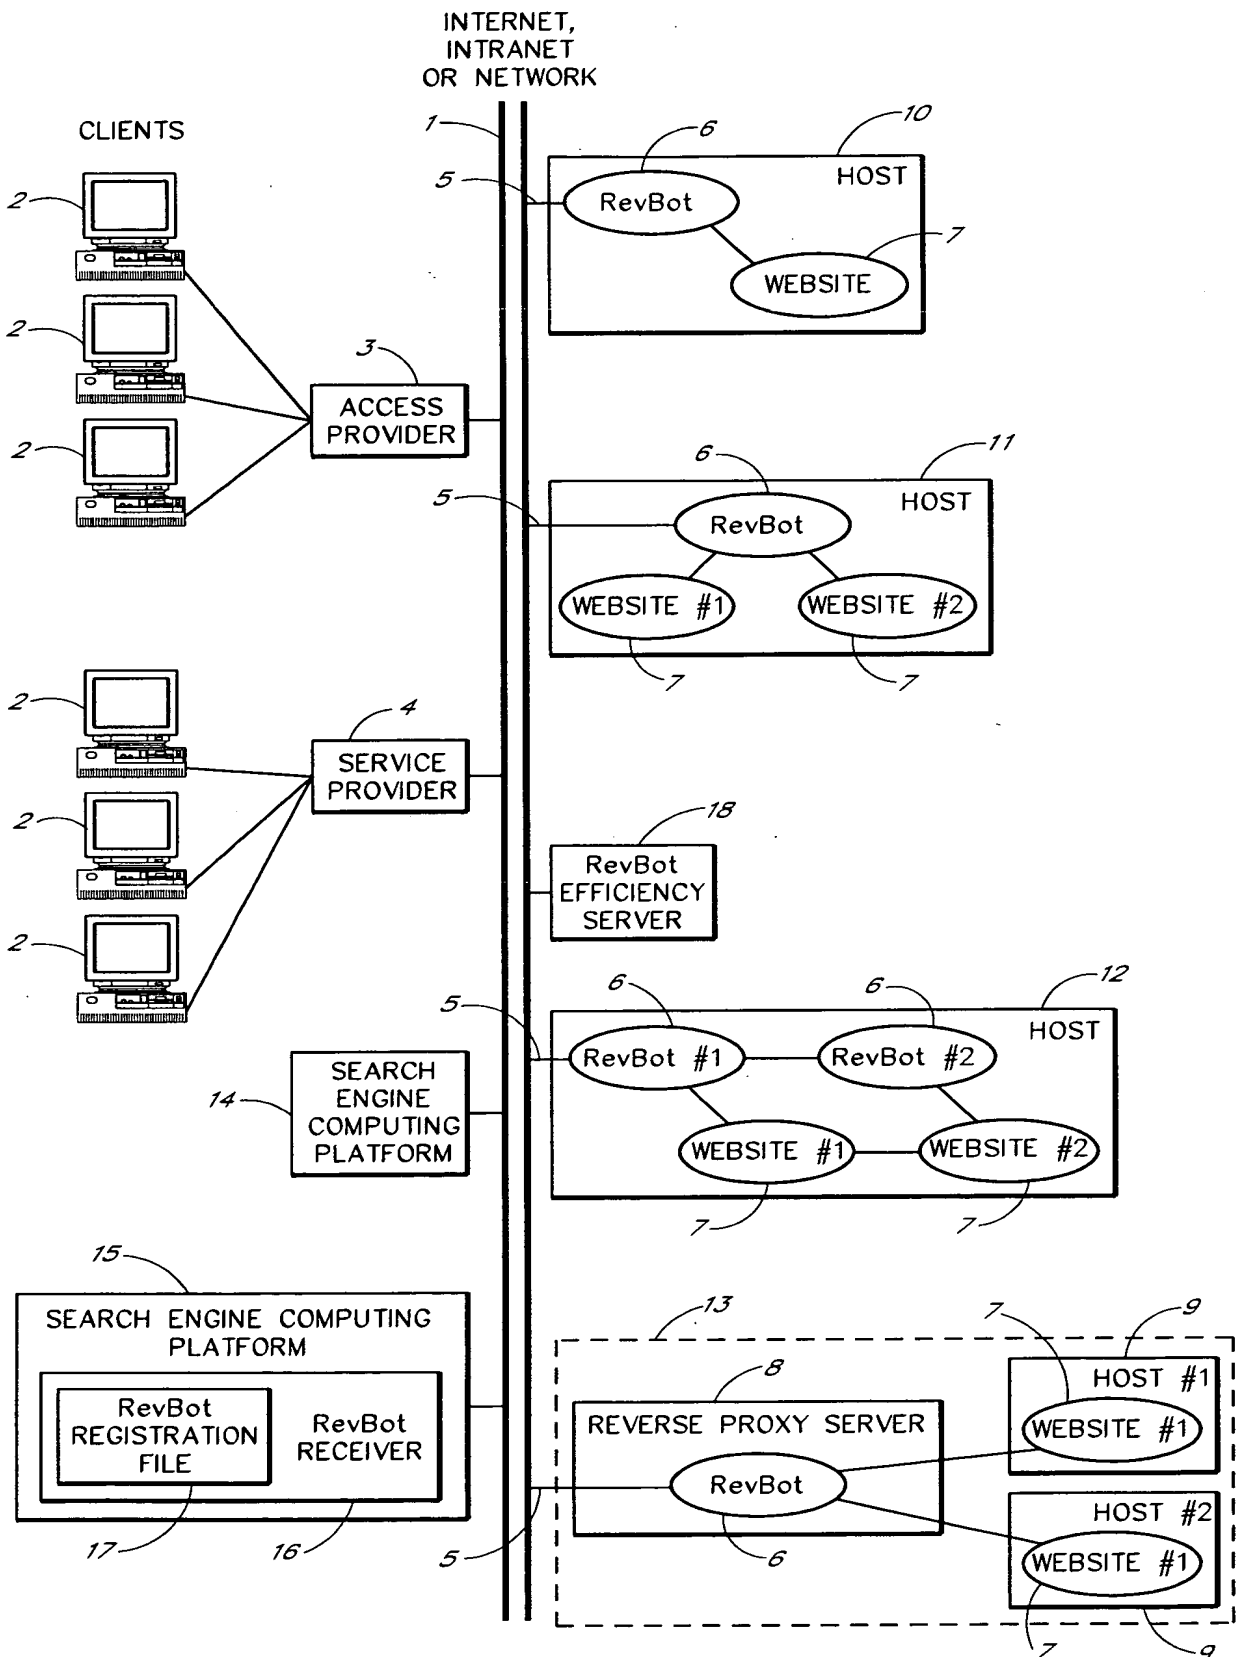 INTERNET,
INTRANET
OR NETWORK
CLIENTS
1
2
2
2
3
ACCESS
PROVIDER
2
2
2
4
SERVICE
PROVIDER
14
SEARCH
ENGINE
COMPUTING
PLATFORM
15
SEARCH ENGINE COMPUTING
PLATFORM
RevBot
REGISTRATION
FILE
RevBot
RECEIVER
17
16
5
6
10
HOST
RevBot
7
WEBSITE
5
6
11
HOST
RevBot
WEBSITE #1
WEBSITE #2
7
7
18
RevBot
EFFICIENCY
SERVER
5
6
6
12
HOST
RevBot #1
RevBot #2
WEBSITE #1
WEBSITE #2
7
7
13
8
REVERSE PROXY SERVER
RevBot
5
6
7
9
HOST #1
WEBSITE #1
HOST #2
WEBSITE #1
7
9